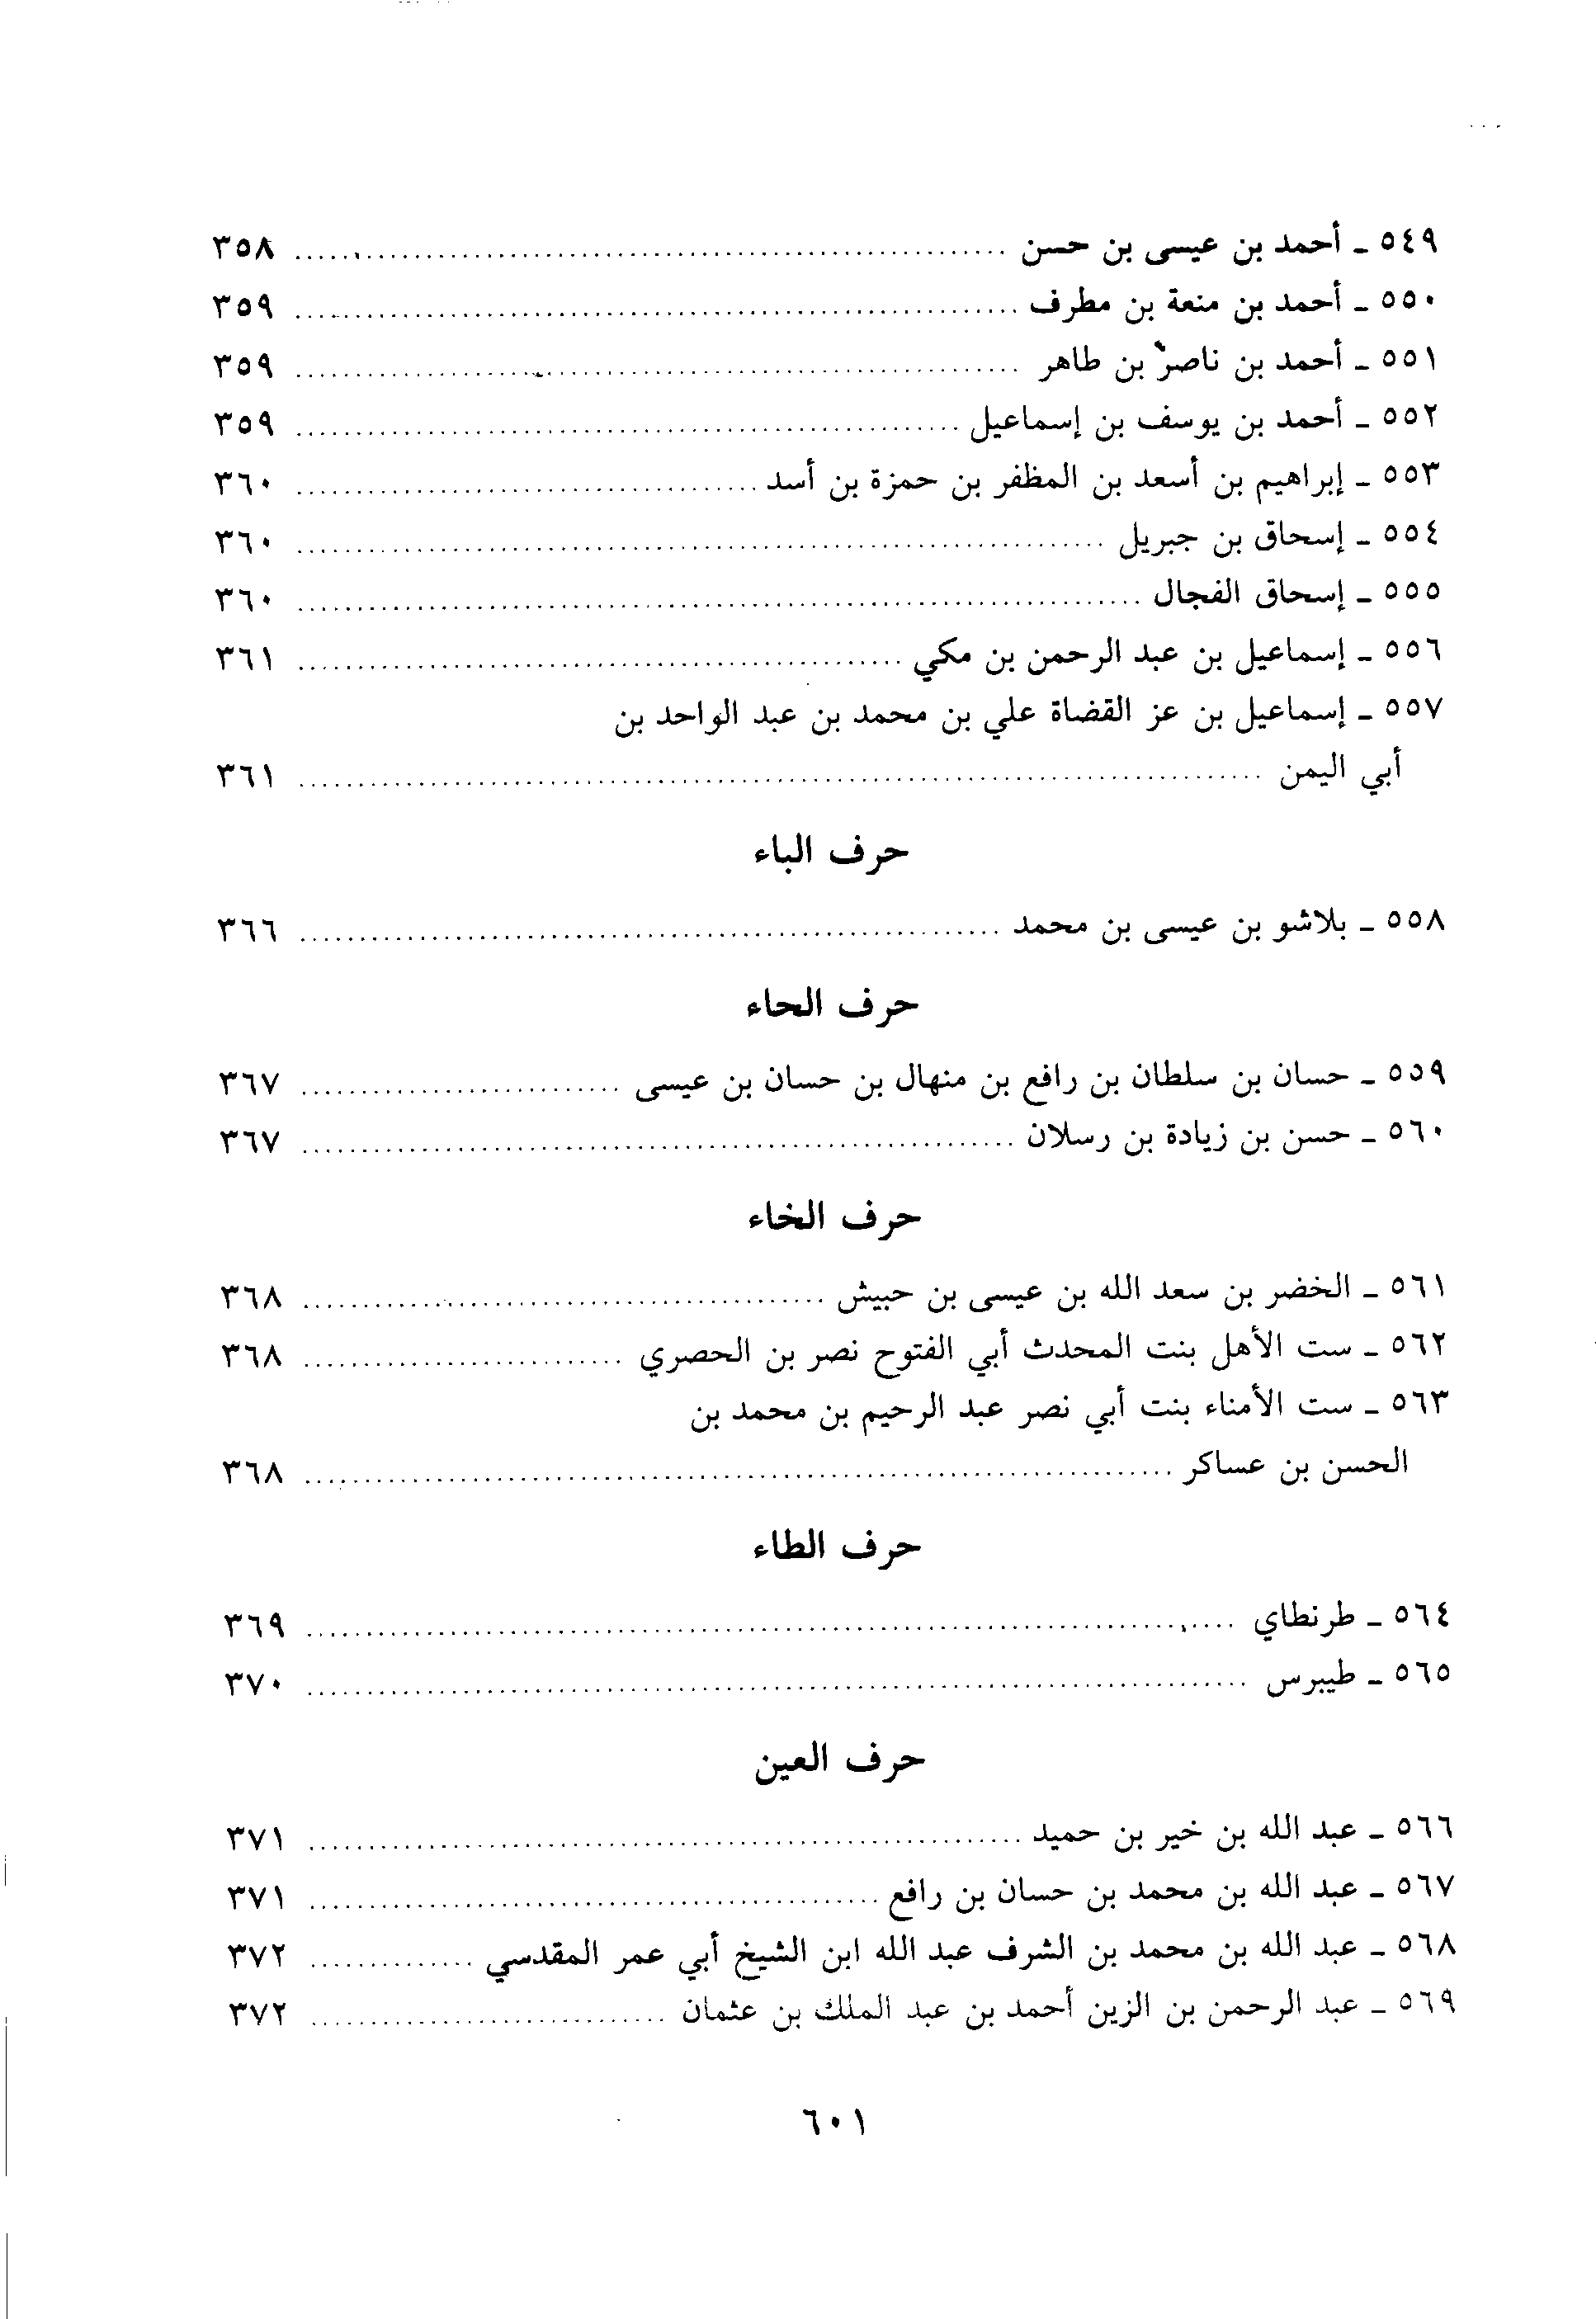 ٥٤٩ ـ أحمد بن عيسى بن حسن ........ ٣٥٨
٥٥٠ ـ أحمد بن منعة بن مطرف ........ ٣٥٩
٥٥١ ـ أحمد بن ناصر بن طاهر ........ ٣٥٩
٥٥٢ ـ أحمد بن يوسف بن إسماعيل ........ ٣٥٩
٥٥٣ ـ إبراهيم بن أسعد بن المظفر بن حمزة بن أسد ........ ٣٦٠
٥٥٤ ـ إسحاق بن جبريل ........ ٣٦٠
٥٥٥ ـ إسحاق الفجال ........ ٣٦٠
٥٥٦ ـ إسماعيل بن عبد الرحمن بن مكي ........ ٣٦١
٥٥٧ ـ إسماعيل بن عز القضاة علي بن محمد بن عبد الواحد بن
أبي اليمن ........ ٣٦١
حرف الباء
٥٥٨ ـ بلاشو بن عيسى بن محمد ........ ٣٦٦
حرف الحاء
٥٥٩ ـ حسان بن سلطان بن رافع بن منهال بن حسان بن عيسى ........ ٣٦٧
٥٦٠ ـ حسن بن زيادة بن رسلان ........ ٣٦٧
حرف الخاء
٥٦١ ـ الخضر بن سعد الله بن عيسى بن حبيش ........ ٣٦٨
٥٦٢ ـ ست الأهل بنت المحدث أبي الفتوح نصر بن الحصري ........ ٣٦٨
٥٦٣ ـ ست الأمناء بنت أبي نصر عبد الرحيم بن محمد بن
الحسن بن عساكر ........ ٣٦٨
حرف الطاء
٥٦٤ ـ طرنطاي ........ ٣٦٩
٥٦٥ ـ طيبرس ........ ٣٧٠
حرف العين
٥٦٦ ـ عبد الله بن خير بن حميد ........ ٣٧١
٥٦٧ ـ عبد الله بن محمد بن حسان بن رافع ........ ٣٧١
٥٦٨ ـ عبد الله بن محمد بن الشرف عبد الله ابن الشيخ أبي عمر المقدسي ........ ٣٧٢
٥٦٩ ـ عبد الرحمن بن الزين أحمد بن عبد الملك بن عثمان ........ ٣٧٢
٦٠١